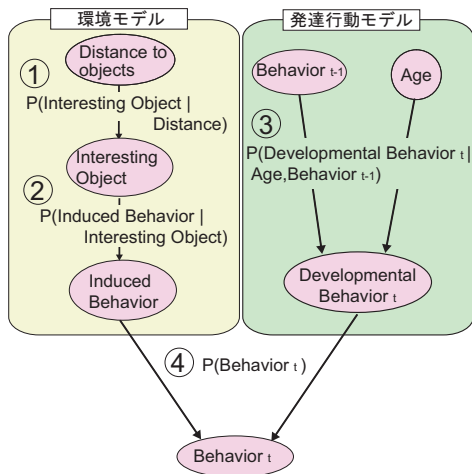 環境モデル
Distance to
objects
①
P(Interesting Object |
Distance)
Interesting
Object
②
P(Induced Behavior |
Interesting Object)
Induced
Behavior
発達行動モデル
Behavior t-1
Age
③
P(Developmental Behavior t |
Age,Behavior t-1)
Developmental
Behavior t
④ P(Behavior t )
Behavior t